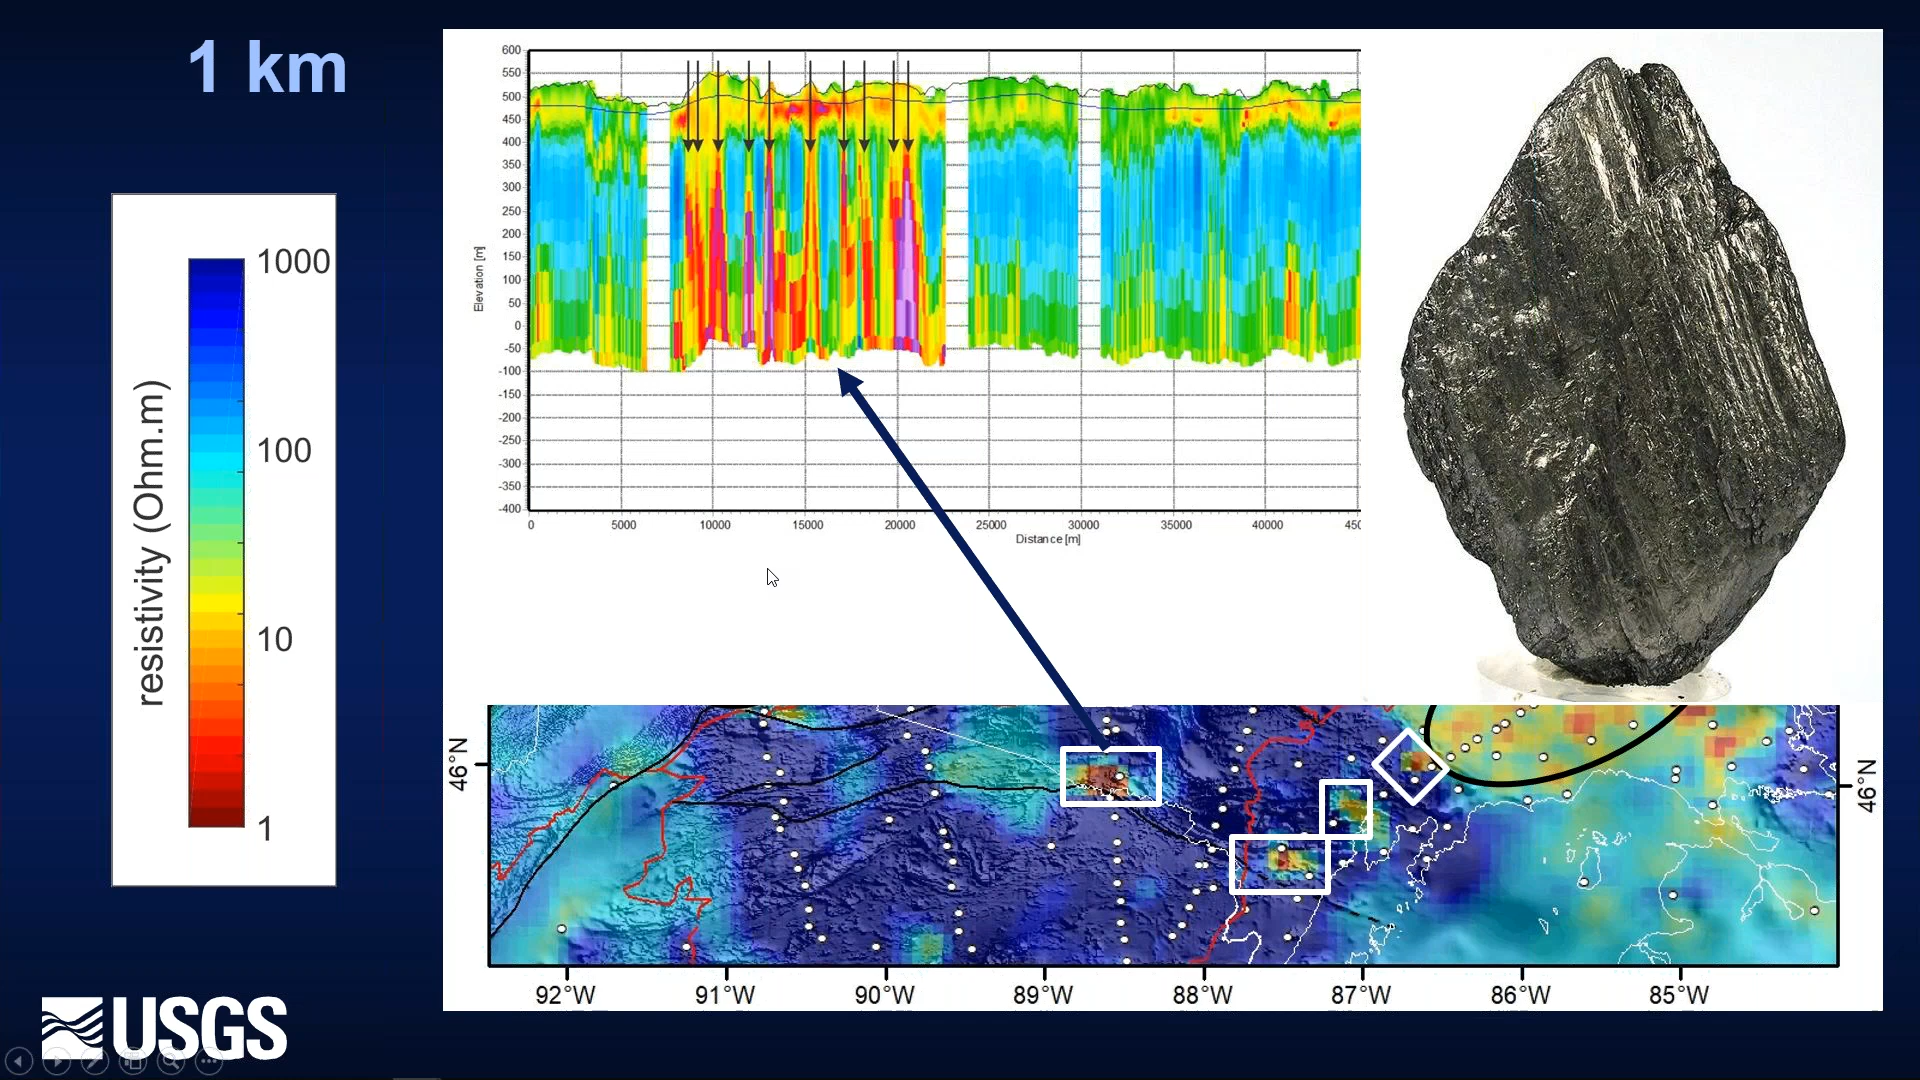 1 km
resistivity (Ohm.m)
1000
100
10
1
Elevation [m]
600
550
500
450
400
350
300
250
200
150
100
50
0
-50
-100
-150
-200
-250
-300
-350
-400
0 5000 10000 15000 20000 25000 30000 35000 40000 450
Distance [m]
46°N
46°N
92°W 91°W 90°W 89°W 88°W 87°W 86°W 85°W
USGS